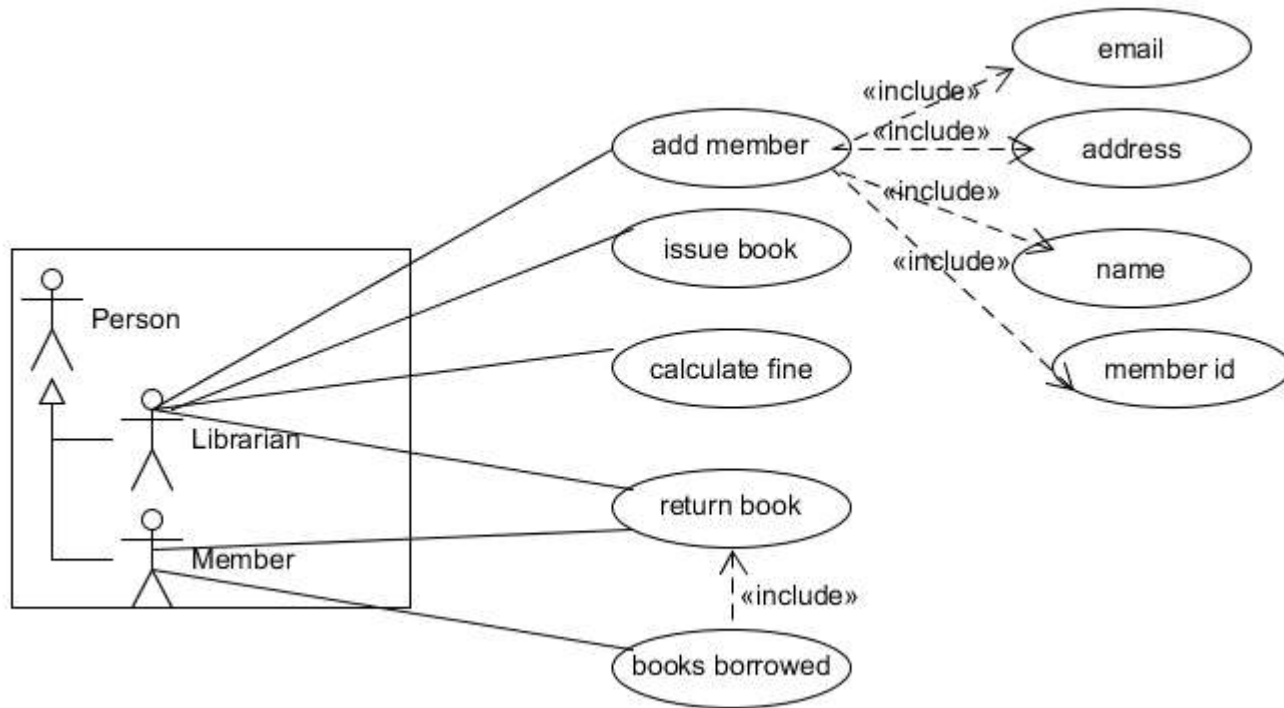 email
«include»
«include»
add member
address
«include»
issue book
name
«include»
Person
calculate fine
member id
Librarian
return book
Member
«include»
books borrowed